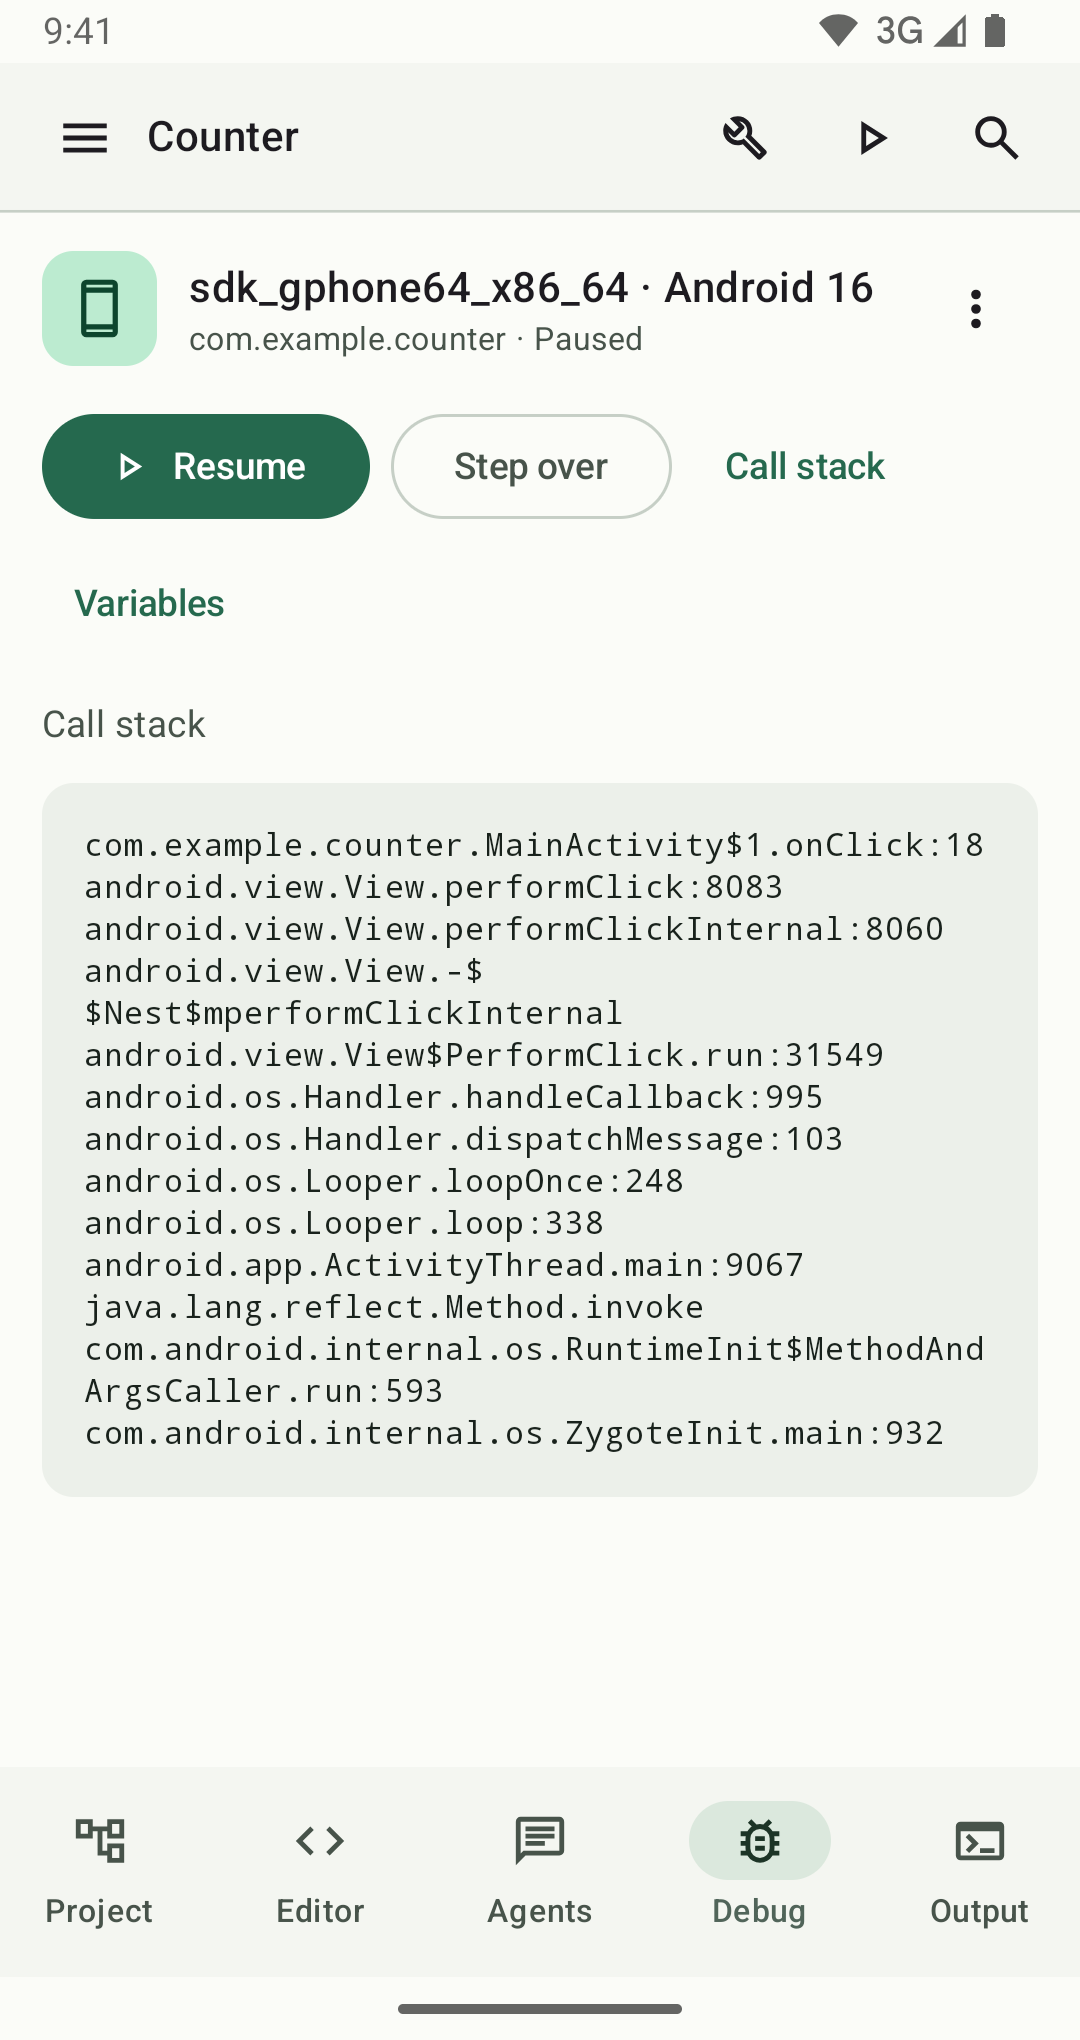 9:41
3G
Counter
sdk_gphone64_x86_64 · Android 16
com.example.counter · Paused
Resume
Step over
Call stack
Variables
Call stack
com.example.counter.MainActivity$1.onClick:18
android.view.View.performClick:8083
android.view.View.performClickInternal:8060
android.view.View.-$
$Nest$mperformClickInternal
android.view.View$PerformClick.run:31549
android.os.Handler.handleCallback:995
android.os.Handler.dispatchMessage:103
android.os.Looper.loopOnce:248
android.os.Looper.loop:338
android.app.ActivityThread.main:9067
java.lang.reflect.Method.invoke
com.android.internal.os.RuntimeInit$MethodAnd
ArgsCaller.run:593
com.android.internal.os.ZygoteInit.main:932
Project
Editor
Agents
Debug
Output